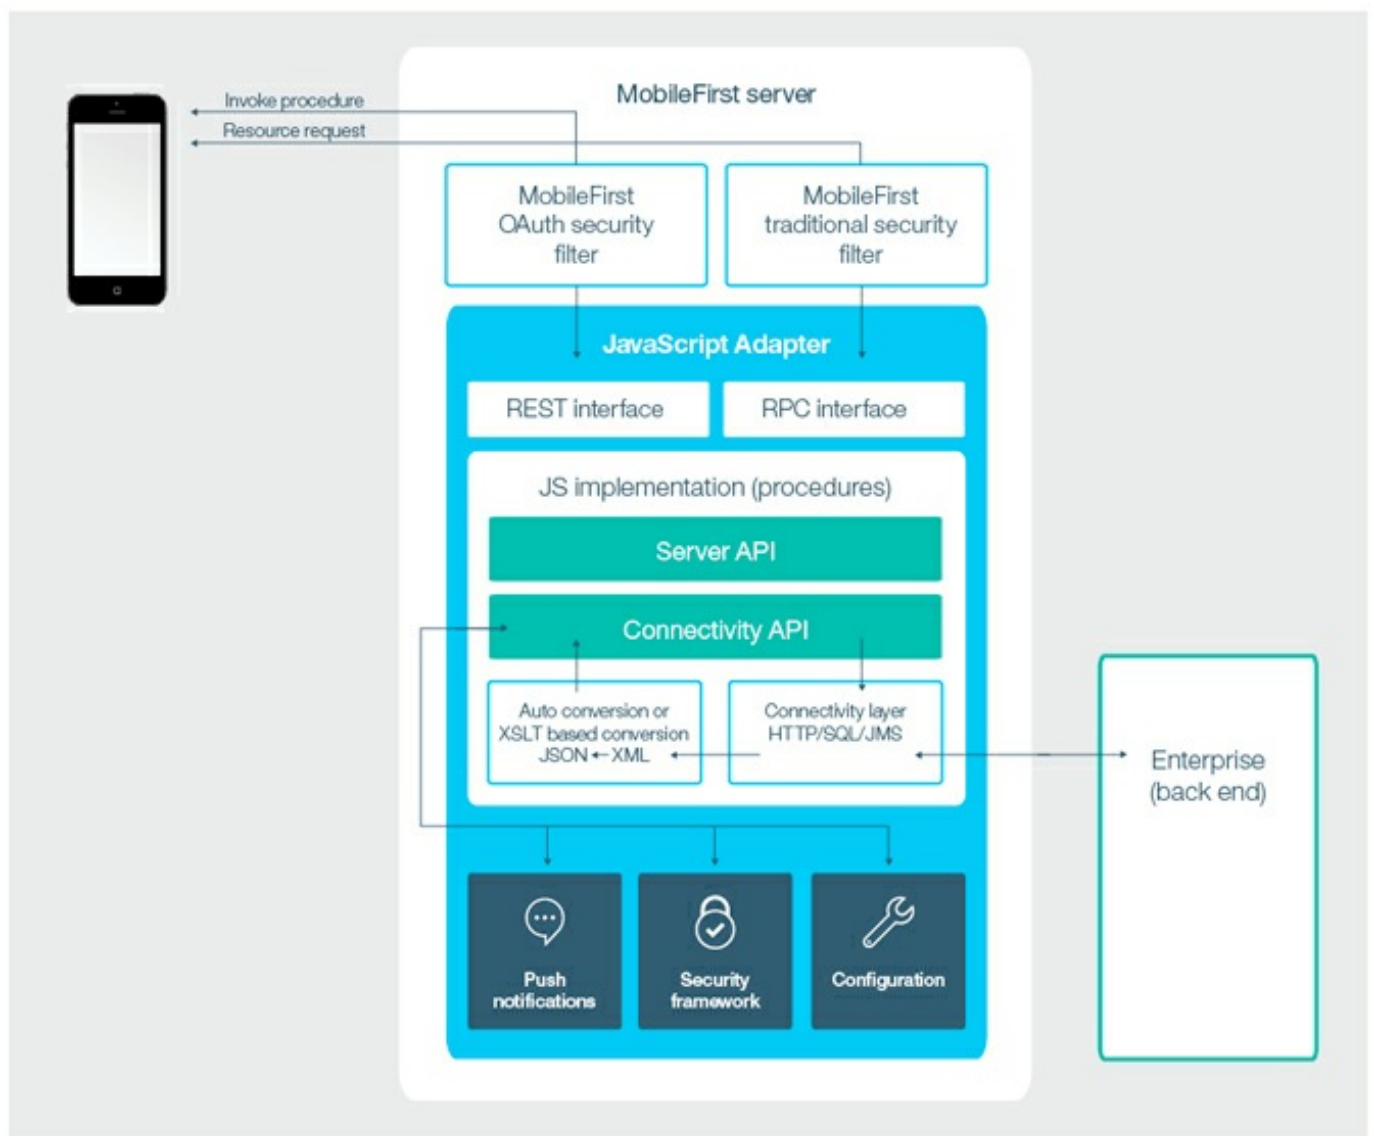 MobileFirst server
Invoke procedure
Resource request
MobileFirst
OAuth security
filter
MobileFirst
traditional security
filter
JavaScript Adapter
REST interface
RPC interface
JS implementation (procedures)
Server API
Connectivity API
Auto conversion or
XSLT based conversion
JSON ← XML
Connectivity layer
HTTP/SQL/JMS
Enterprise
(back end)
Push
notifications
Security
framework
Configuration